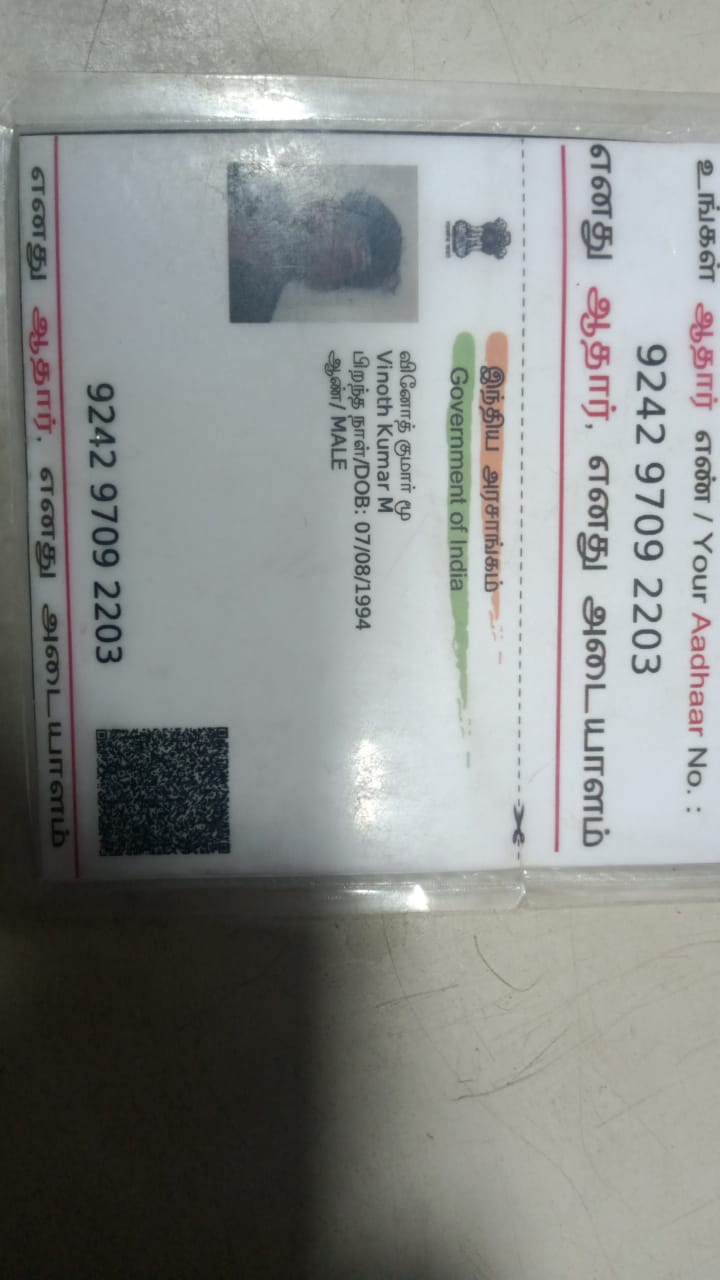 உங்கள் ஆதார் எண் / Your Aadhaar No. :
9242 9709 2203
எனது ஆதார், எனது அடையாளம்
இந்திய அரசாங்கம்
Government of India
வினோத் குமார் மூ
Vinoth Kumar M
பிறந்த நாள்/DOB: 07/08/1994
ஆண்/ MALE
9242 9709 2203
எனது ஆதார், எனது அடையாளம்